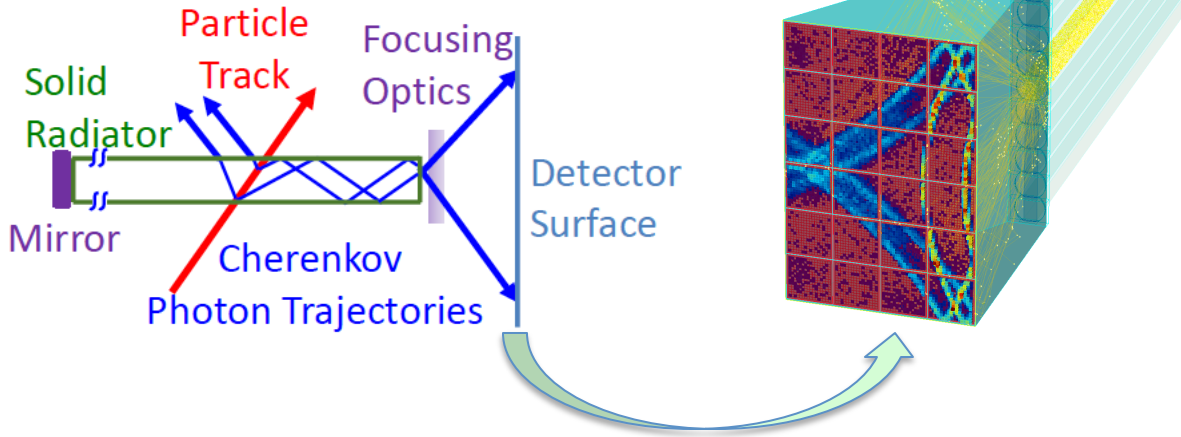 Particle
Track
Focusing
Optics
Solid
Radiator
Mirror
Detector
Surface
Cherenkov
Photon Trajectories